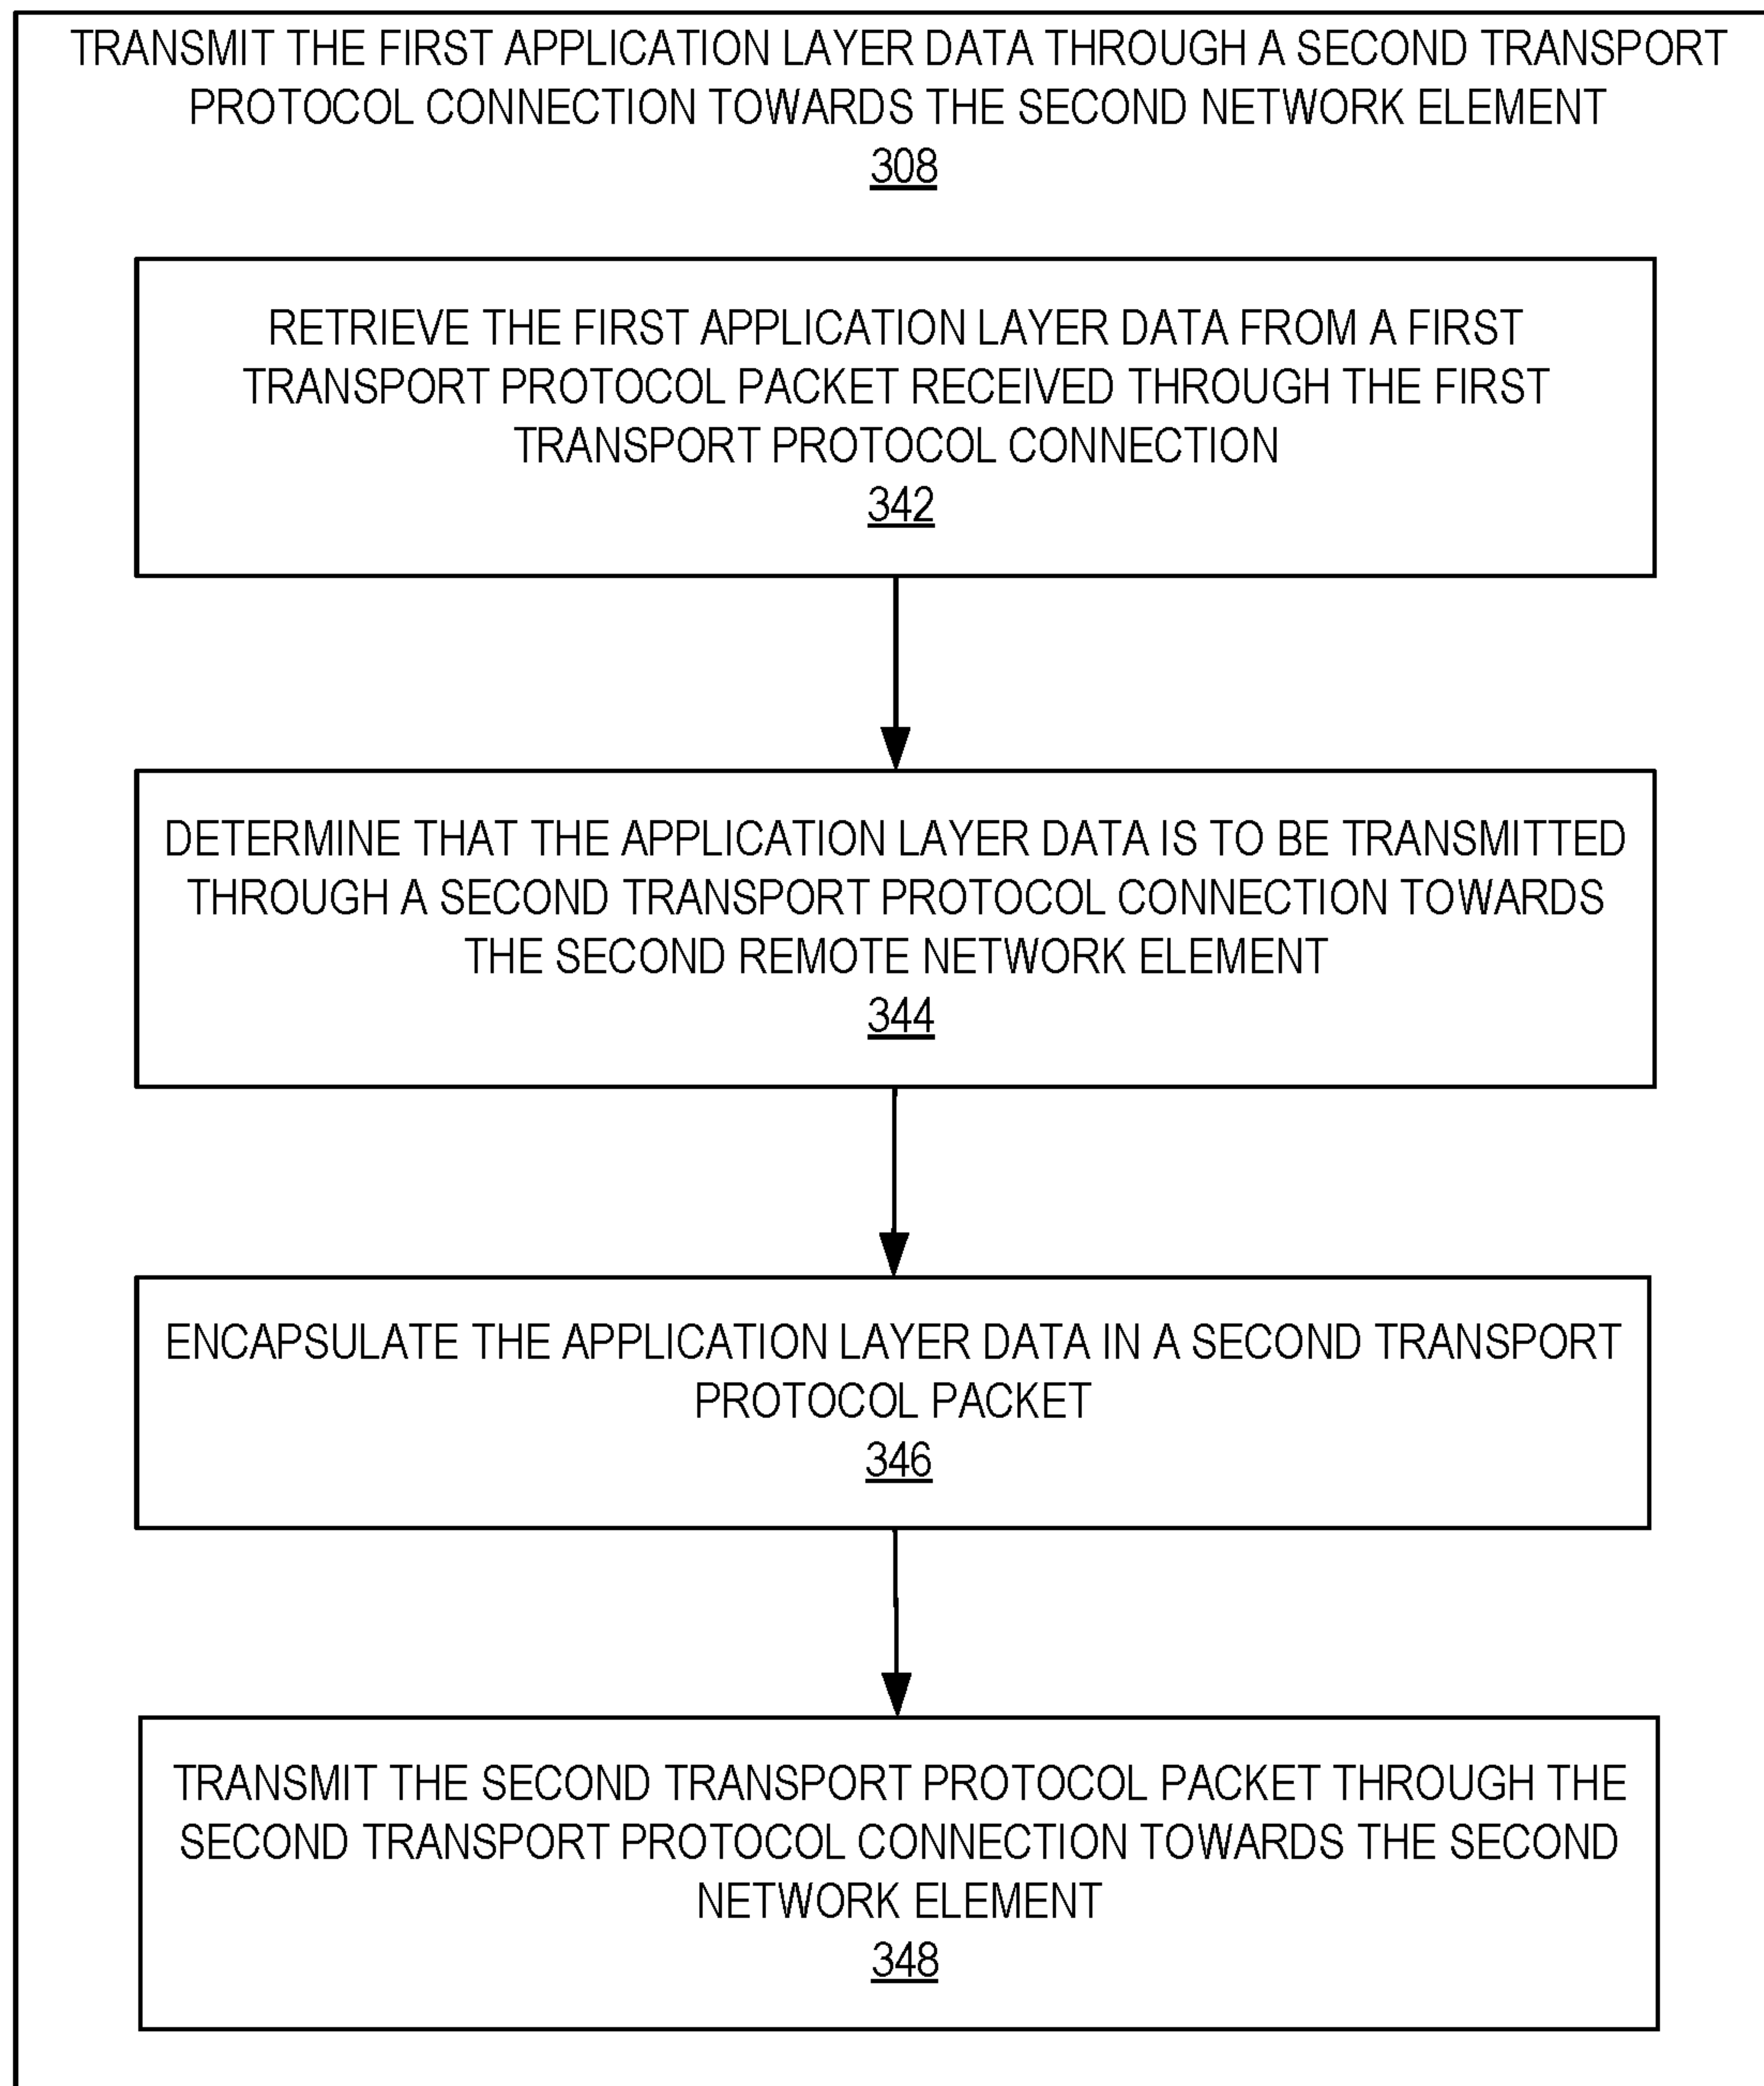 TRANSMIT THE FIRST APPLICATION LAYER DATA THROUGH A SECOND TRANSPORT
PROTOCOL CONNECTION TOWARDS THE SECOND NETWORK ELEMENT
308
RETRIEVE THE FIRST APPLICATION LAYER DATA FROM A FIRST
TRANSPORT PROTOCOL PACKET RECEIVED THROUGH THE FIRST
TRANSPORT PROTOCOL CONNECTION
342
DETERMINE THAT THE APPLICATION LAYER DATA IS TO BE TRANSMITTED
THROUGH A SECOND TRANSPORT PROTOCOL CONNECTION TOWARDS
THE SECOND REMOTE NETWORK ELEMENT
344
ENCAPSULATE THE APPLICATION LAYER DATA IN A SECOND TRANSPORT
PROTOCOL PACKET
346
TRANSMIT THE SECOND TRANSPORT PROTOCOL PACKET THROUGH THE
SECOND TRANSPORT PROTOCOL CONNECTION TOWARDS THE SECOND
NETWORK ELEMENT
348